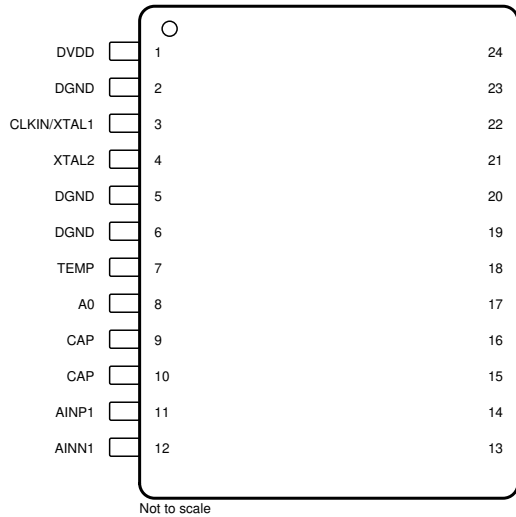 DVDD 1 24
DGND 2 23
CLKIN/XTAL1 3 22
XTAL2 4 21
DGND 5 20
DGND 6 19
TEMP 7 18
A0 8 17
CAP 9 16
CAP 10 15
AINP1 11 14
AINN1 12 13
Not to scale